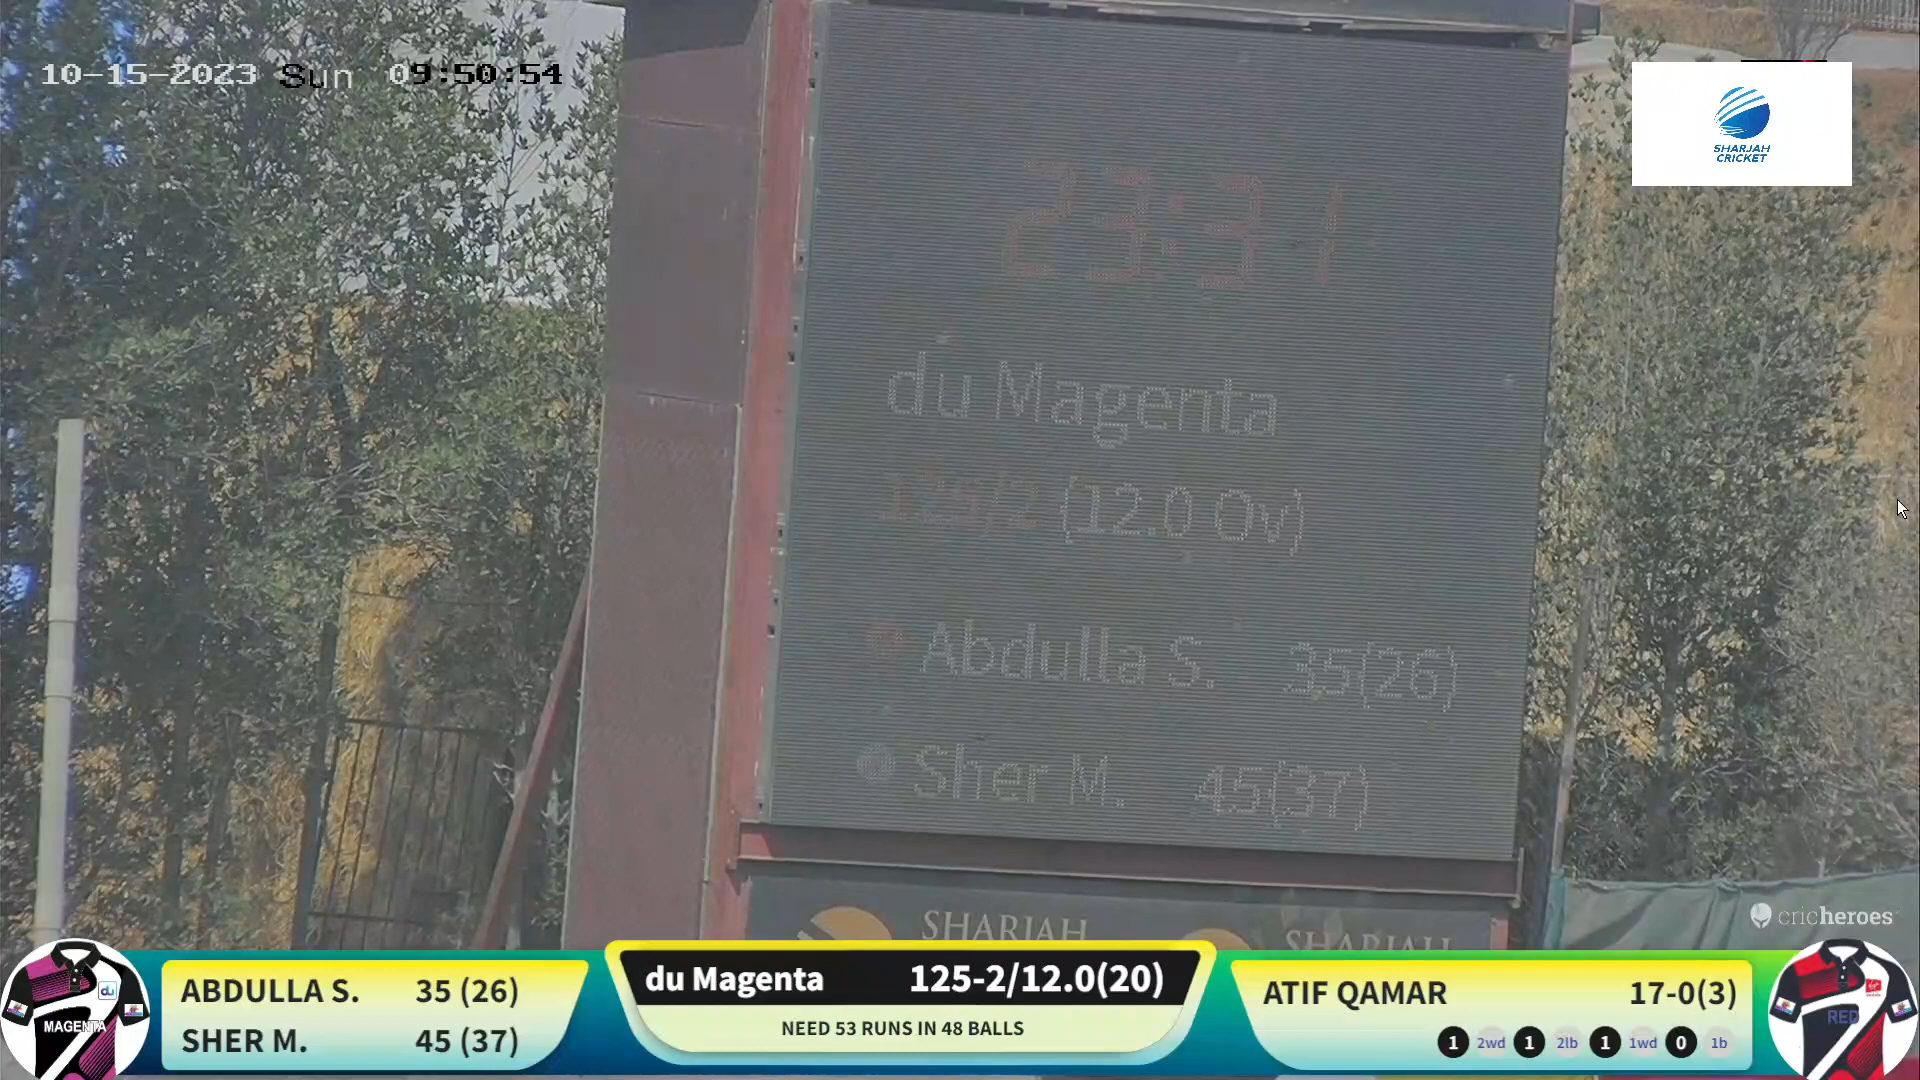 10-15-2023 Sun 09:50:54
SHARJAH
CRICKET
23:31
du Magenta
125/2 (12.0 Ov)
Abdulla S. 35(26)
Sher M. 45(37)
SHARJAH SHARJAH
cricheroes
MAGENTA
du
ABDULLA S. 35 (26)
SHER M. 45 (37)
du Magenta 125-2/12.0(20)
NEED 53 RUNS IN 48 BALLS
ATIF QAMAR 17-0(3)
1 2wd 1 2lb 1 1wd 0 1b
RED